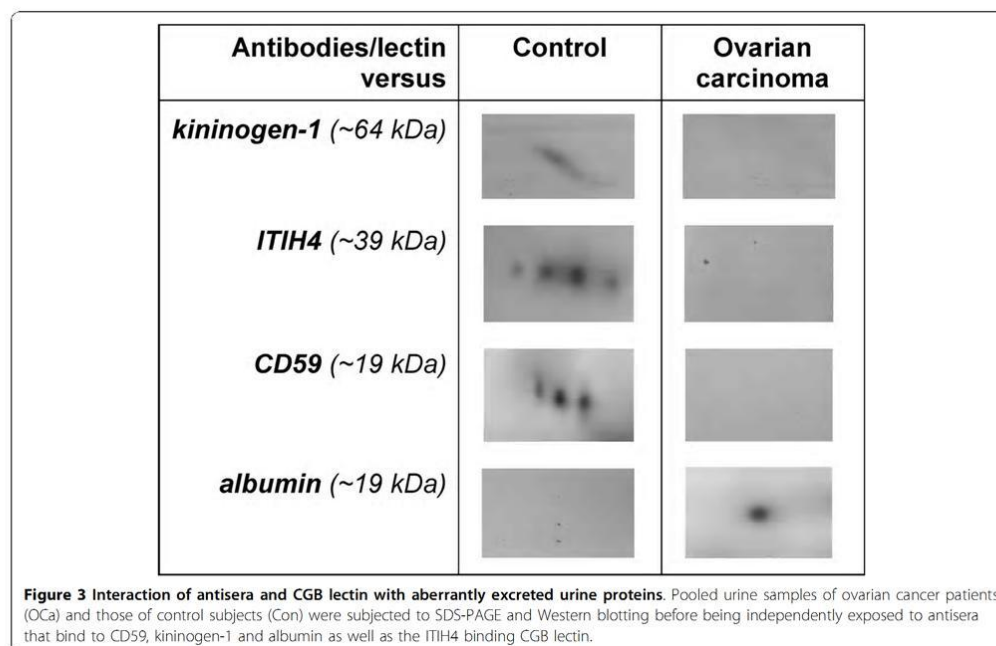 Antibodies/lectin versus Control Ovarian carcinoma
kininogen-1 (~64 kDa)
ITIH4 (~39 kDa)
CD59 (~19 kDa)
albumin (~19 kDa)
Figure 3 Interaction of antisera and CGB lectin with aberrantly excreted urine proteins. Pooled urine samples of ovarian cancer patients
(OCa) and those of control subjects (Con) were subjected to SDS-PAGE and Western blotting before being independently exposed to antisera
that bind to CD59, kininogen-1 and albumin as well as the ITIH4 binding CGB lectin.